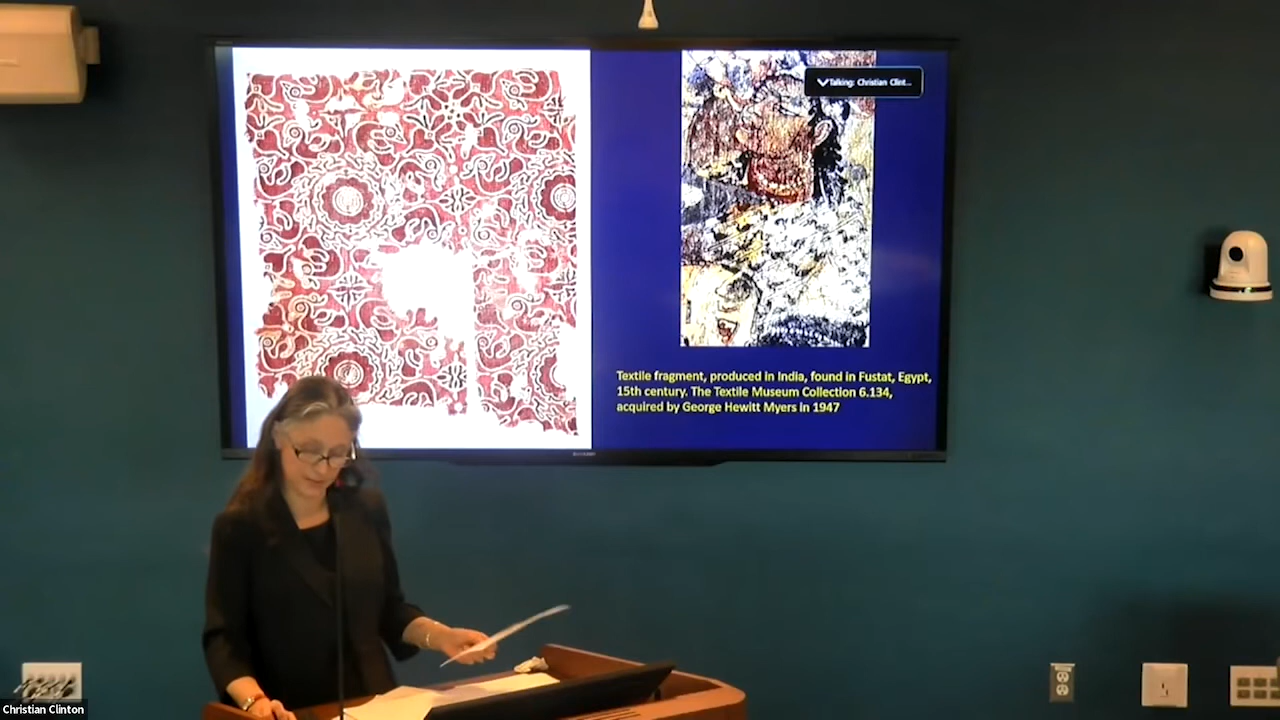 Talking: Christian Clint...
Textile fragment, produced in India, found in Fustat, Egypt,
15th century. The Textile Museum Collection 6.134,
acquired by George Hewitt Myers in 1947
Christian Clinton